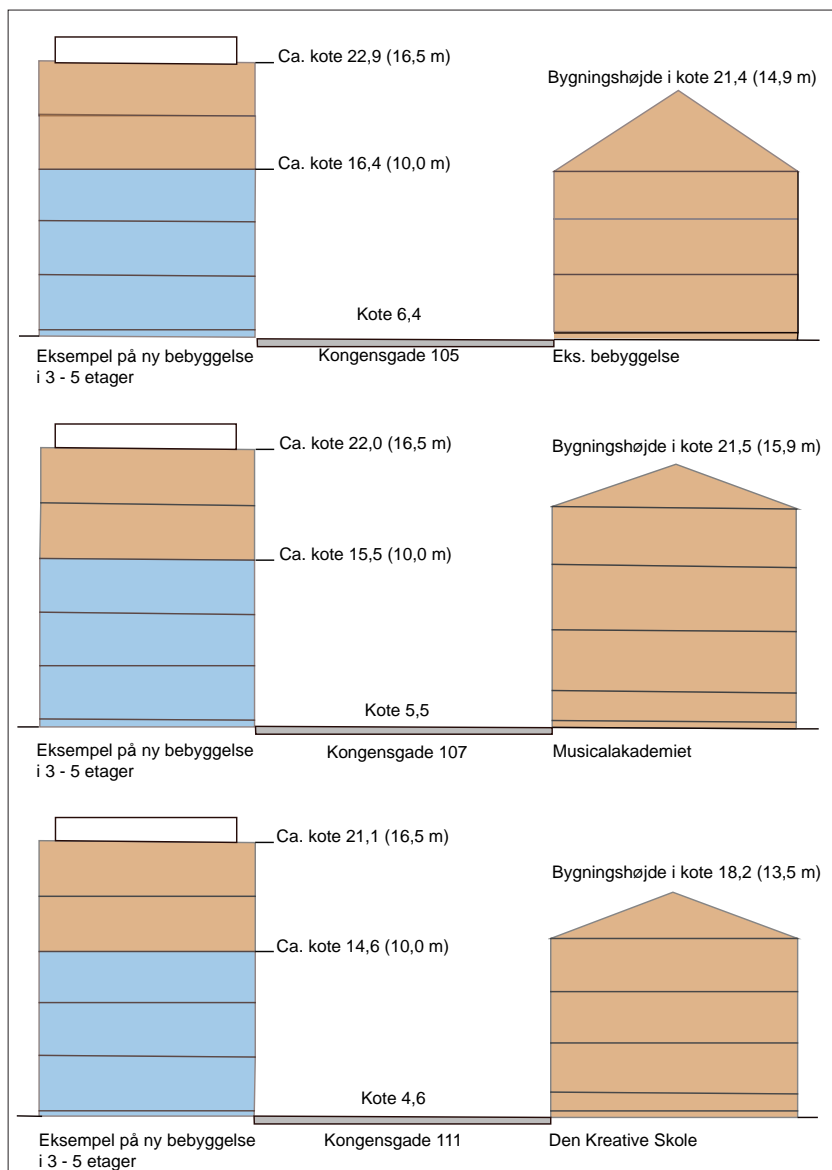 Ca. kote 22,9 (16,5 m)
Bygningshøjde i kote 21,4 (14,9 m)
Ca. kote 16,4 (10,0 m)
Kote 6,4
Eksempel på ny bebyggelse
i 3 - 5 etager
Kongensgade 105
Eks. bebyggelse
Ca. kote 22,0 (16,5 m)
Bygningshøjde i kote 21,5 (15,9 m)
Ca. kote 15,5 (10,0 m)
Kote 5,5
Eksempel på ny bebyggelse
i 3 - 5 etager
Kongensgade 107
Musicalakademiet
Ca. kote 21,1 (16,5 m)
Bygningshøjde i kote 18,2 (13,5 m)
Ca. kote 14,6 (10,0 m)
Kote 4,6
Eksempel på ny bebyggelse
i 3 - 5 etager
Kongensgade 111
Den Kreative Skole